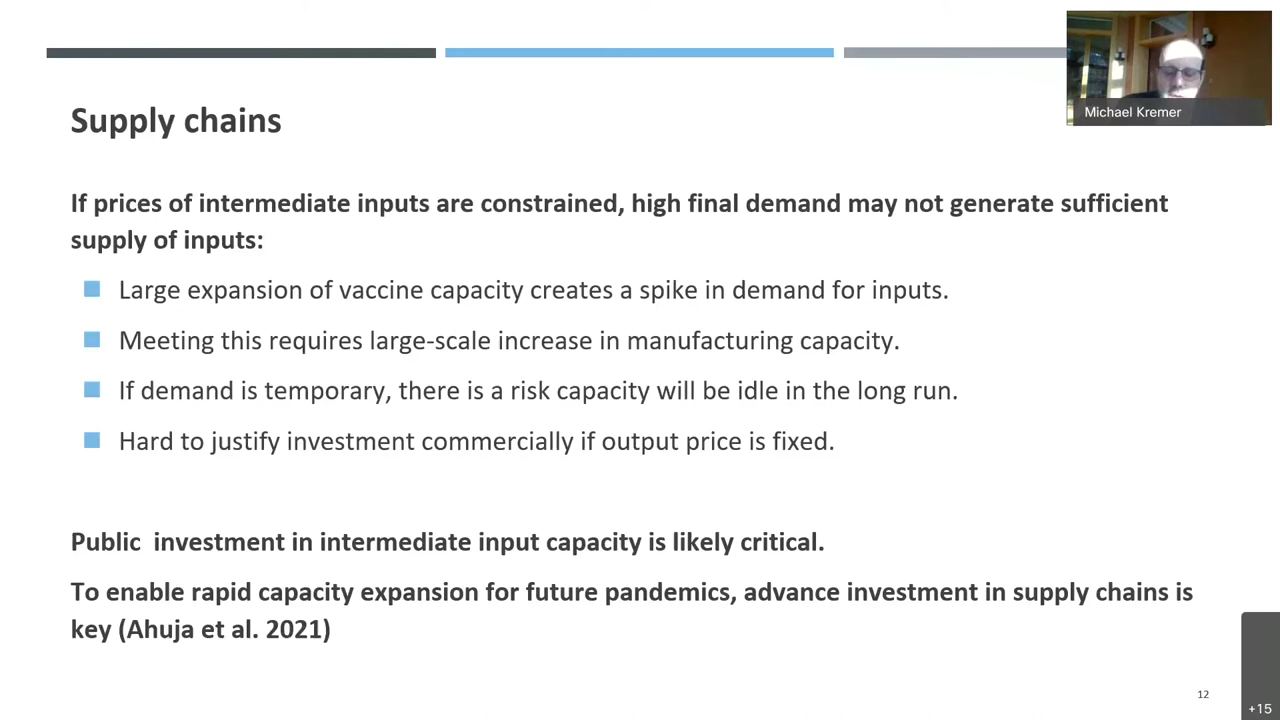 Michael Kremer
Supply chains
If prices of intermediate inputs are constrained, high final demand may not generate sufficient
supply of inputs:
Large expansion of vaccine capacity creates a spike in demand for inputs.
Meeting this requires large-scale increase in manufacturing capacity.
If demand is temporary, there is a risk capacity will be idle in the long run.
Hard to justify investment commercially if output price is fixed.
Public  investment in intermediate input capacity is likely critical.
To enable rapid capacity expansion for future pandemics, advance investment in supply chains is
key (Ahuja et al. 2021)
12
+15